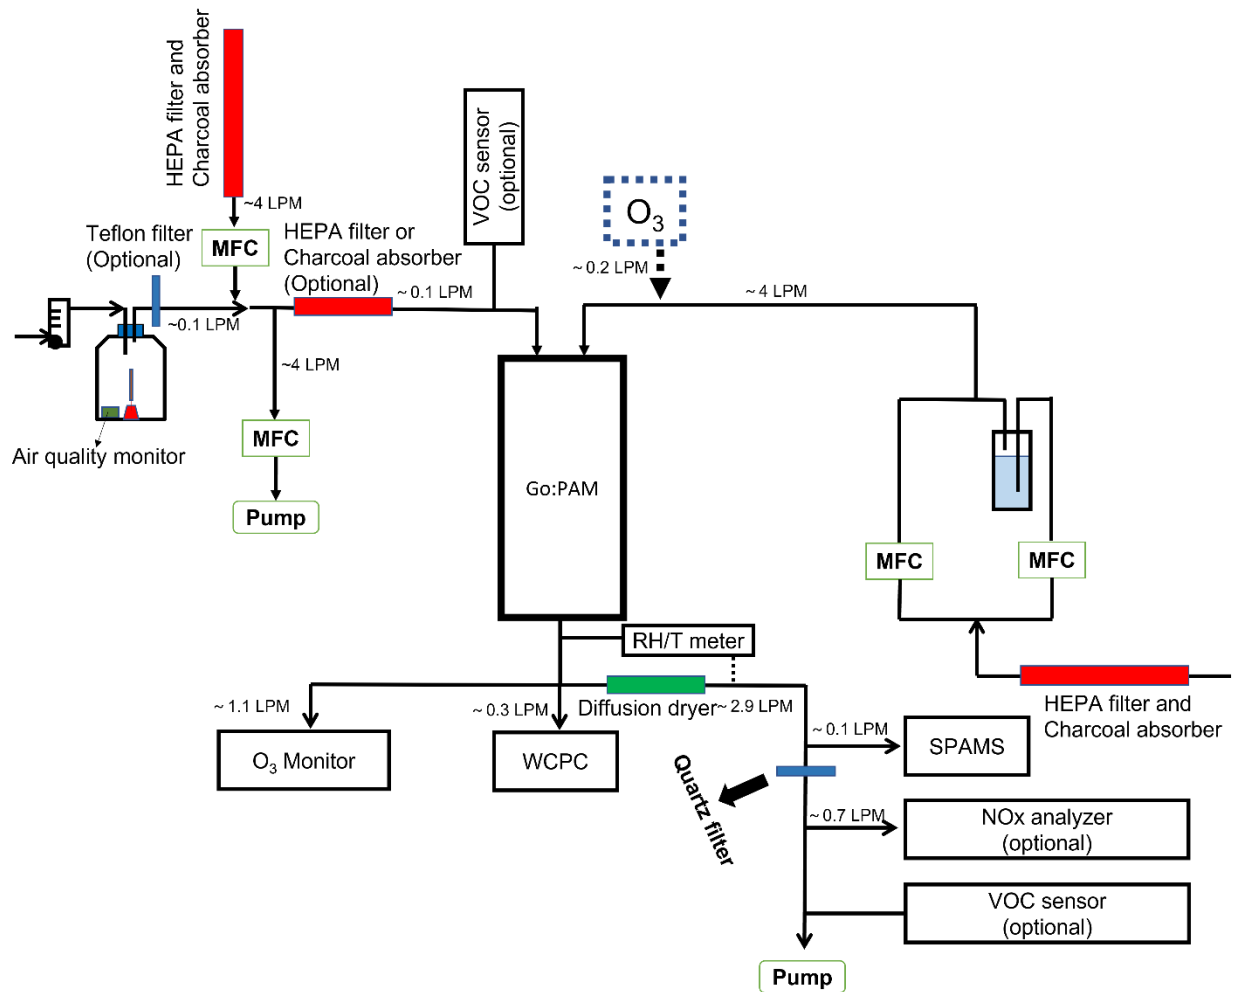 HEPA filter and
Charcoal absorber
~4 LPM
MFC
Teflon filter
(Optional)
HEPA filter or
Charcoal absorber
(Optional)
~ 0.1 LPM
VOC sensor
(optional)
O₃
~ 0.2 LPM
~ 4 LPM
~0.1 LPM
~4 LPM
MFC
Pump
Air quality monitor
Go:PAM
MFC
MFC
HEPA filter and
Charcoal absorber
RH/T meter
Diffusion dryer
~ 1.1 LPM
~ 0.3 LPM
~ 2.9 LPM
O₃ Monitor
WCPC
~ 0.1 LPM
SPAMS
Quartz filter
~ 0.7 LPM
NOx analyzer
(optional)
VOC sensor
(optional)
Pump